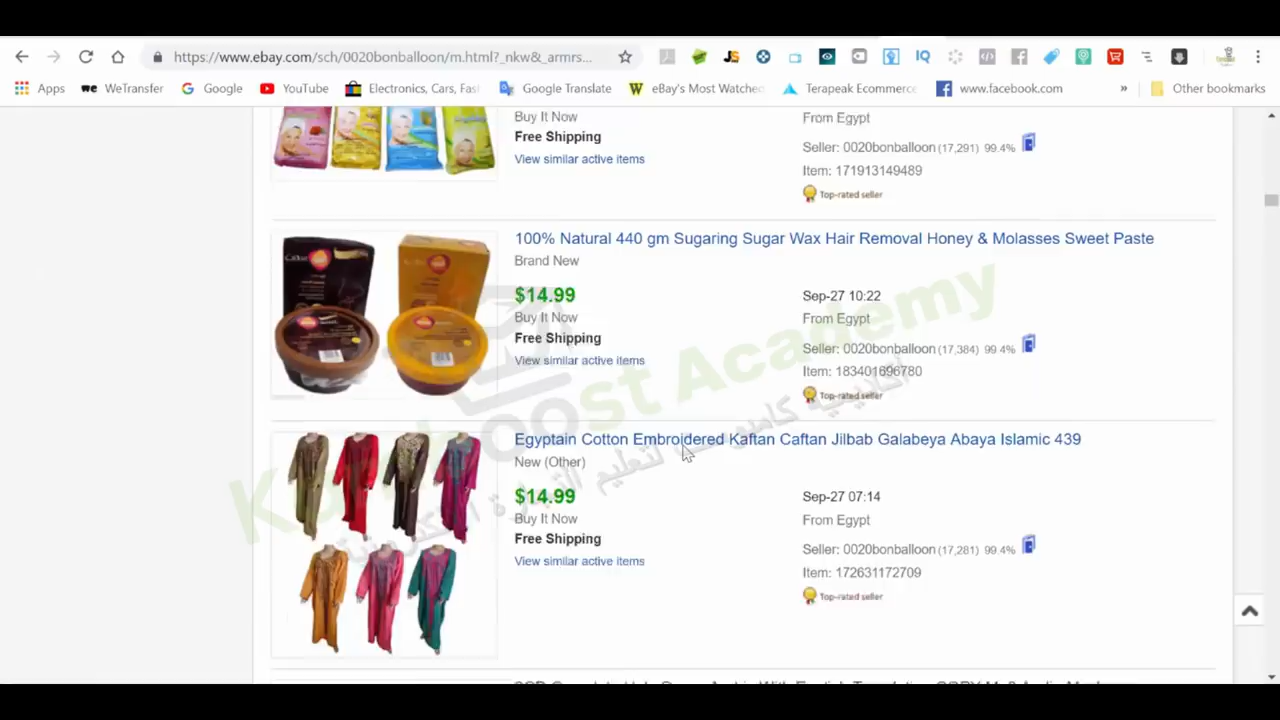 https://www.ebay.com/sch/0020bonballoon/m.html?_nkw&_armrs...
Apps WeTransfer Google YouTube Electronics, Cars, Fas Google Translate eBay's Most Watche Terapeak Ecommerc www.facebook.com » Other bookmarks
Buy It Now
From Egypt
Free Shipping
Seller: 0020bonballoon (17,291) 99.4%
View similar active items
Item: 171913149489
Top-rated seller
100% Natural 440 gm Sugaring Sugar Wax Hair Removal Honey & Molasses Sweet Paste
Brand New
$14.99
Sep-27 10:22
Buy It Now
From Egypt
Free Shipping
Seller: 0020bonballoon (17,384) 99.4%
View similar active items
Item: 183401696780
Top-rated seller
Egyptain Cotton Embroidered Kaftan Caftan Jilbab Galabeya Abaya Islamic 439
New (Other)
$14.99
Sep-27 07:14
Buy It Now
From Egypt
Free Shipping
Seller: 0020bonballoon (17,281) 99.4%
View similar active items
Item: 172631172709
Top-rated seller
Academy